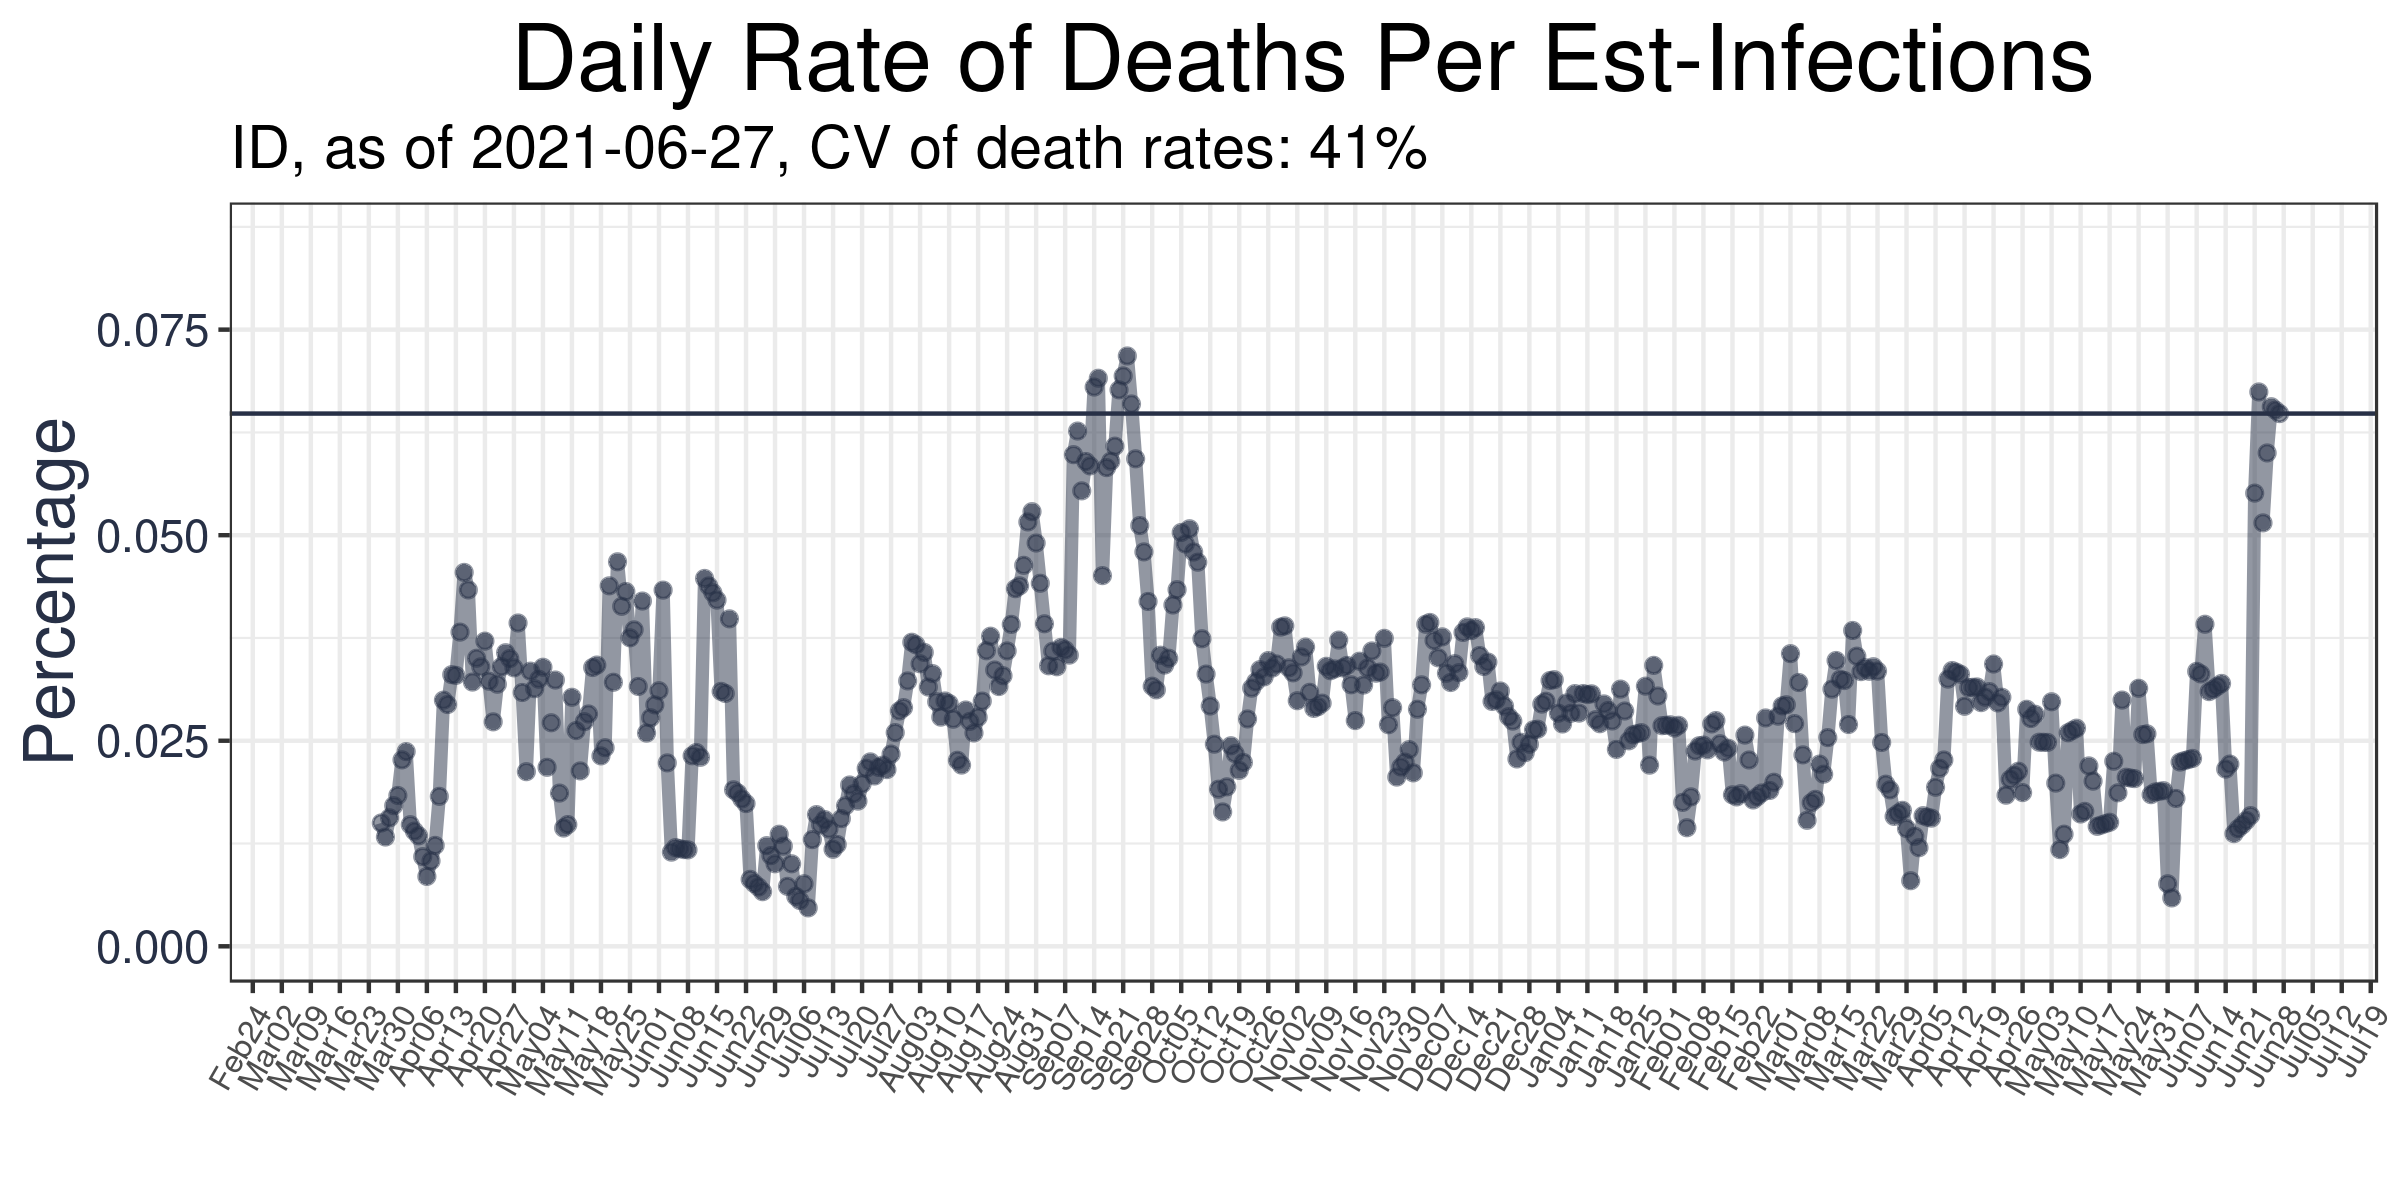 Daily Rate of Deaths Per Est-Infections
ID, as of 2021-06-27, CV of death rates: 41%
Percentage
0.075
0.050
0.025
0.000
Feb24
Mar02
Mar09
Mar16
Mar23
Mar30
Apr06
Apr13
Apr20
Apr27
May04
May11
May18
May25
Jun01
Jun08
Jun15
Jun22
Jun29
Jul06
Jul13
Jul20
Jul27
Aug03
Aug10
Aug17
Aug24
Aug31
Sep07
Sep14
Sep21
Sep28
Oct05
Oct12
Oct19
Oct26
Nov02
Nov09
Nov16
Nov23
Nov30
Dec07
Dec14
Dec21
Dec28
Jan04
Jan11
Jan18
Jan25
Feb01
Feb08
Feb15
Feb22
Mar01
Mar08
Mar15
Mar22
Mar29
Apr05
Apr12
Apr19
Apr26
May03
May10
May17
May24
May31
Jun07
Jun14
Jun21
Jun28
Jul05
Jul12
Jul19